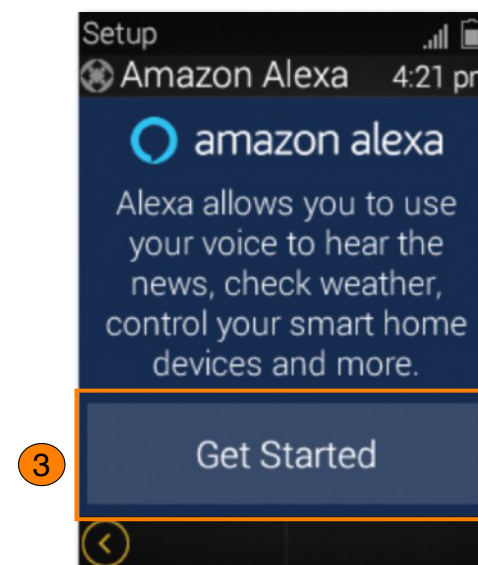 Setup
Amazon Alexa 4:21 pm
amazon alexa
Alexa allows you to use
your voice to hear the
news, check weather,
control your smart home
devices and more.
3 Get Started